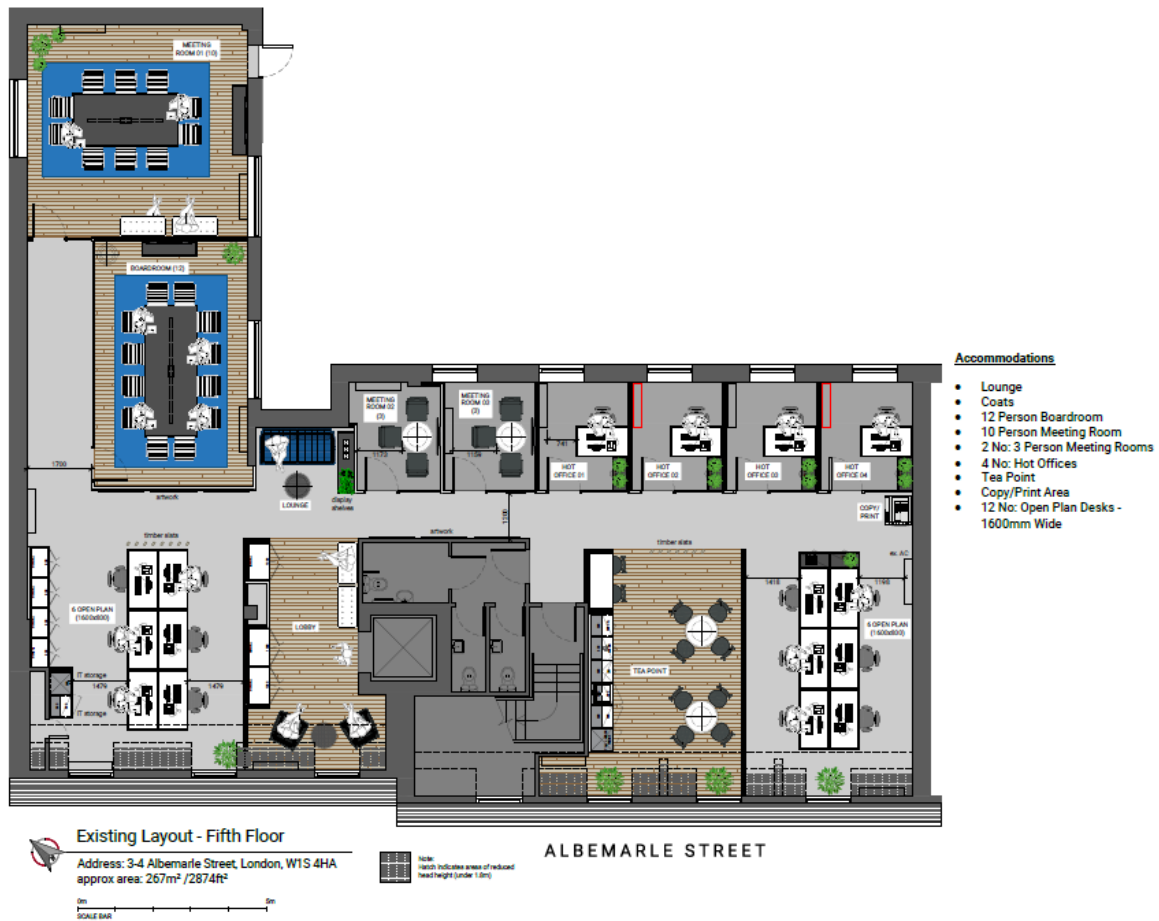 MEETING
ROOM 01 (10)
BOARDROOM (12)
1700
artwork
LOUNGE
display
shelves
MEETING
ROOM 02
(3)
1173
MEETING
ROOM 03
(3)
1158
741
HOT
OFFICE 01
HOT
OFFICE 02
HOT
OFFICE 03
HOT
OFFICE 04
COPY/
PRINT
ex. AC
artwork
timber slats
timber slats
6 OPEN PLAN
(1600x800)
IT storage
1479
1479
IT storage
LOBBY
TEA POINT
1418
1198
6 OPEN PLAN
(1600x800)
Accommodations
• Lounge
• Coats
• 12 Person Boardroom
• 10 Person Meeting Room
• 2 No: 3 Person Meeting Rooms
• 4 No: Hot Offices
• Tea Point
• Copy/Print Area
• 12 No: Open Plan Desks -
1600mm Wide
Existing Layout - Fifth Floor
Address: 3-4 Albemarle Street, London, W1S 4HA
approx area: 267m² /2874ft²
0m
5m
SCALE BAR
Note:
Hatch indicates areas of reduced
head height (under 1.8m)
ALBEMARLE STREET